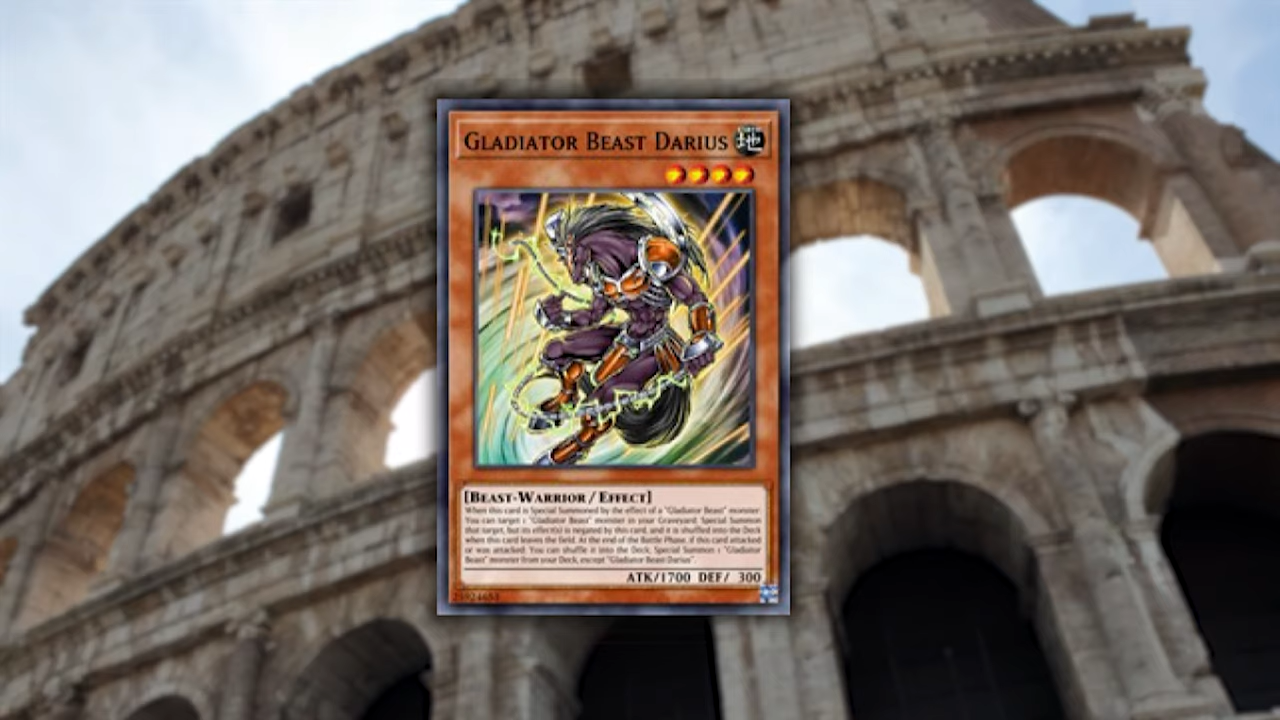 GLADIATOR BEAST DARIUS
地
[BEAST-WARRIOR / EFFECT]
When this card is Special Summoned by the effect of a "Gladiator Beast" monster:
You can target 1 "Gladiator Beast" monster in your Graveyard; Special Summon
that target, but its effect(s) is negated by this card, and it is shuffled into the Deck
when this card leaves the field. At the end of the Battle Phase, if this card attacked
or was attacked: You can shuffle it into the Deck; Special Summon 1 "Gladiator
Beast" monster from your Deck, except "Gladiator Beast Darius".
ATK/1700 DEF/ 300